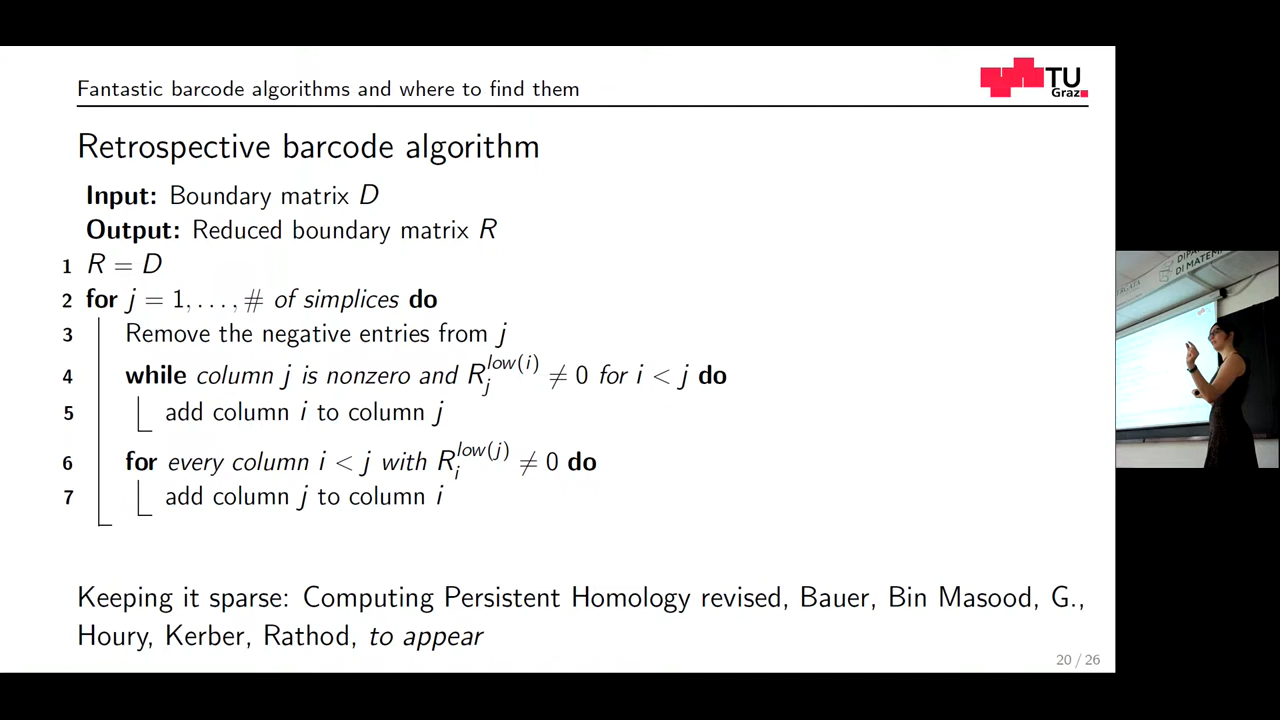 Fantastic barcode algorithms and where to find them
TU
Graz
Retrospective barcode algorithm
Input: Boundary matrix D
Output: Reduced boundary matrix R
1 R = D
2 for j = 1, . . . , # of simplices do
3 Remove the negative entries from j
4 while column j is nonzero and R_j^{low(i)} ≠ 0 for i < j do
5 add column i to column j
6 for every column i < j with R_i^{low(j)} ≠ 0 do
7 add column j to column i
Keeping it sparse: Computing Persistent Homology revised, Bauer, Bin Masood, G.,
Houry, Kerber, Rathod, to appear
20 / 26
DI MATEM